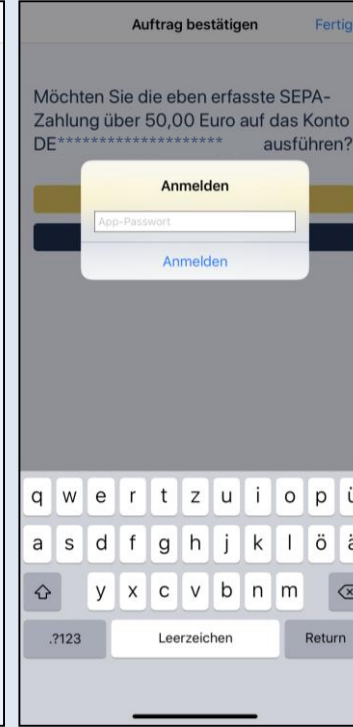 Auftrag bestätigen Fertig
Möchten Sie die eben erfasste SEPA-
Zahlung über 50,00 Euro auf das Konto
DE******************** ausführen?
Anmelden
App-Passwort
Anmelden
q w e r t z u i o p ü
a s d f g h j k l ö ä
y x c v b n m
.?123 Leerzeichen Return